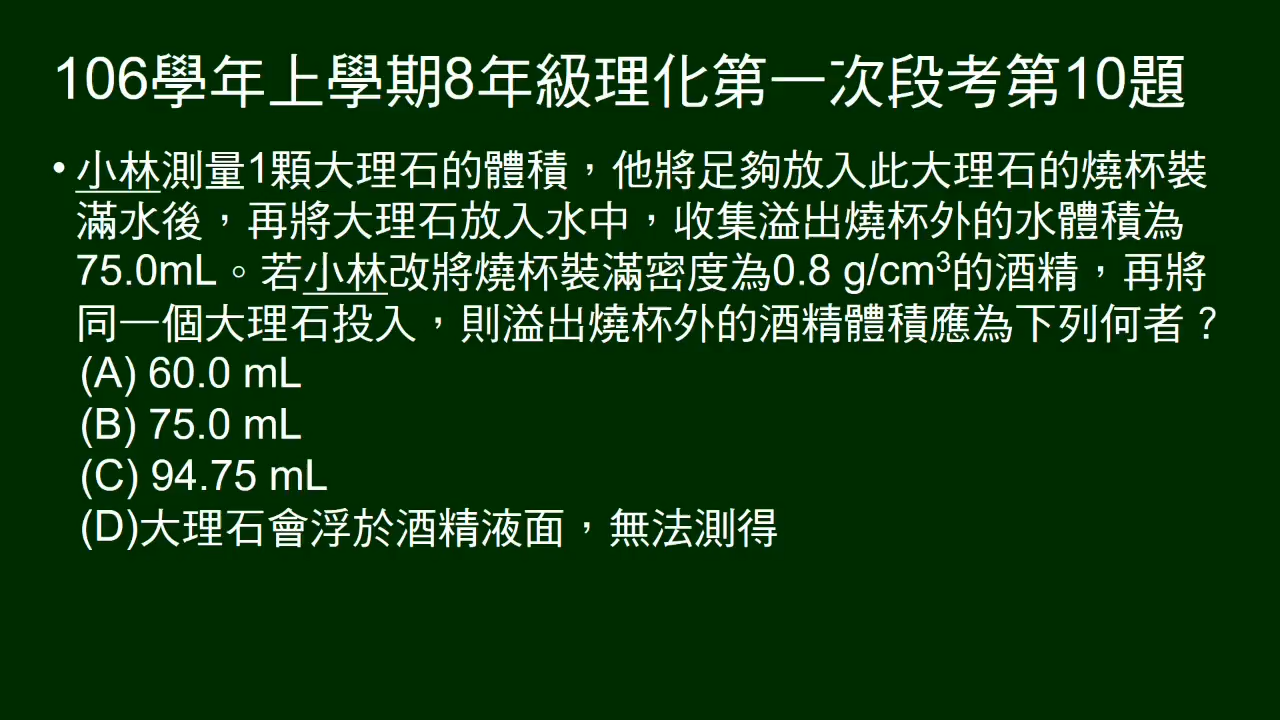 106學年上學期8年級理化第一次段考第10題
• 小林測量1顆大理石的體積，他將足夠放入此大理石的燒杯裝
滿水後，再將大理石放入水中，收集溢出燒杯外的水體積為
75.0mL。若小林改將燒杯裝滿密度為0.8 g/cm³的酒精，再將
同一個大理石投入，則溢出燒杯外的酒精體積應為下列何者？
(A) 60.0 mL
(B) 75.0 mL
(C) 94.75 mL
(D)大理石會浮於酒精液面，無法測得